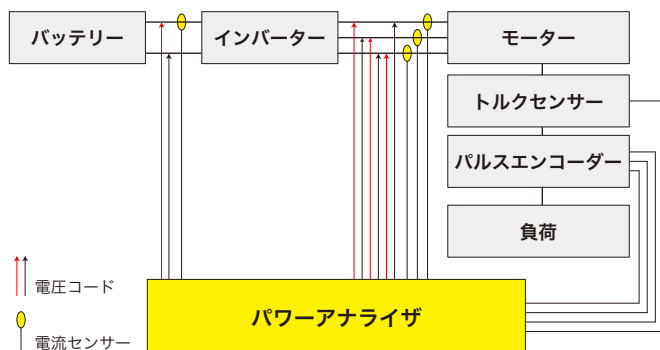 バッテリー
インバーター
モーター
トルクセンサー
パルスエンコーダー
負荷
電圧コード
パワーアナライザ
電流センサー